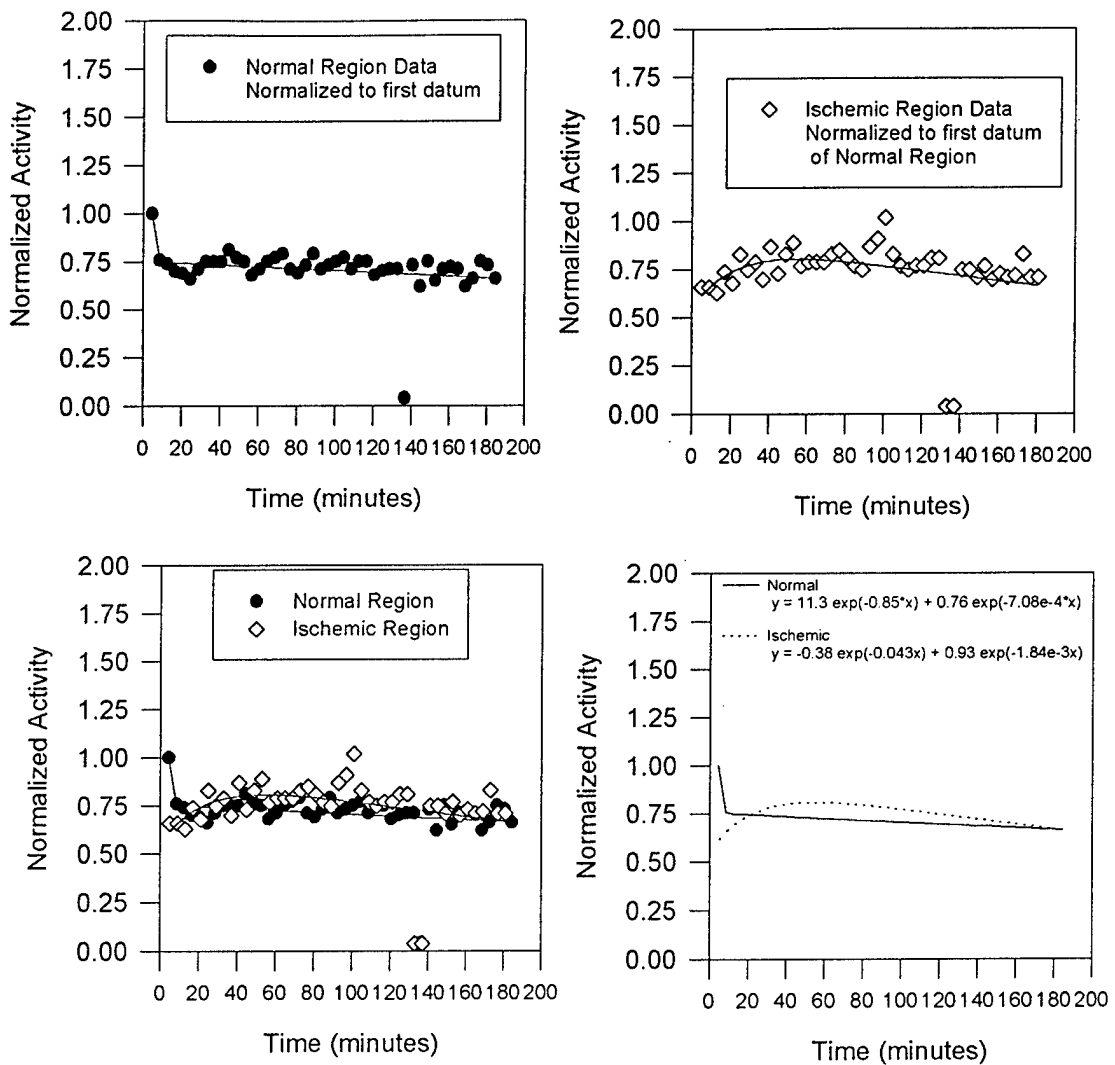 2.00
1.75
1.50
1.25
1.00
0.75
0.50
0.25
0.00
Normalized Activity
Normal Region Data
Normalized to first datum
0 20 40 60 80 100 120 140 160 180 200
Time (minutes)
2.00
1.75
1.50
1.25
1.00
0.75
0.50
0.25
0.00
Normalized Activity
Ischemic Region Data
Normalized to first datum
of Normal Region
0 20 40 60 80 100 120 140 160 180 200
Time (minutes)
2.00
1.75
1.50
1.25
1.00
0.75
0.50
0.25
0.00
Normalized Activity
Normal Region
Ischemic Region
0 20 40 60 80 100 120 140 160 180 200
Time (minutes)
2.00
1.75
1.50
1.25
1.00
0.75
0.50
0.25
0.00
Normalized Activity
Normal
y = 11.3 exp(-0.85*x) + 0.76 exp(-7.08e-4*x)
Ischemic
y = -0.38 exp(-0.043x) + 0.93 exp(-1.84e-3x)
0 20 40 60 80 100 120 140 160 180 200
Time (minutes)